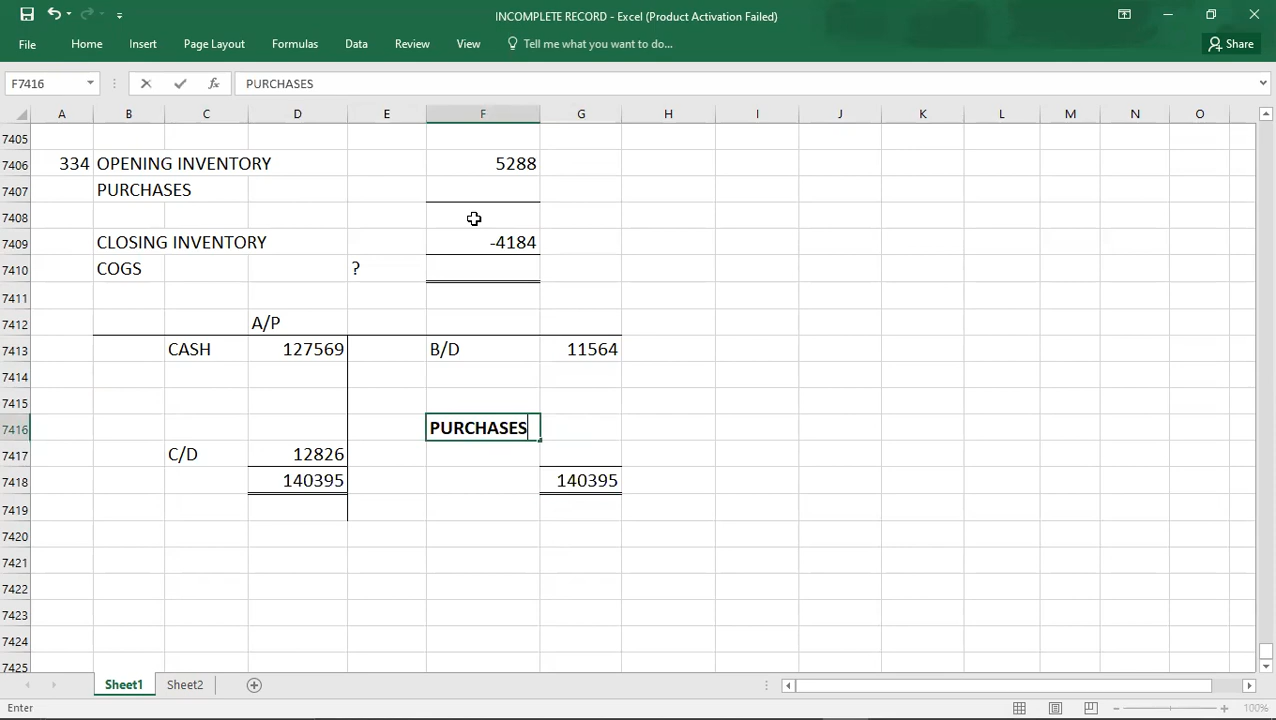 INCOMPLETE RECORD - Excel (Product Activation Failed)
File Home Insert Page Layout Formulas Data Review View Tell me what you want to do... Share
F7416 fx PURCHASES
A B C D E F G H I J K L M N O
7405
7406 334 OPENING INVENTORY 5288
7407 PURCHASES
7408
7409 CLOSING INVENTORY -4184
7410 COGS ?
7411
7412 A/P
7413 CASH 127569 B/D 11564
7414
7415
7416 PURCHASES
7417 C/D 12826
7418 140395 140395
7419
7420
7421
7422
7423
7424
7425
Sheet1 Sheet2
Enter 100%